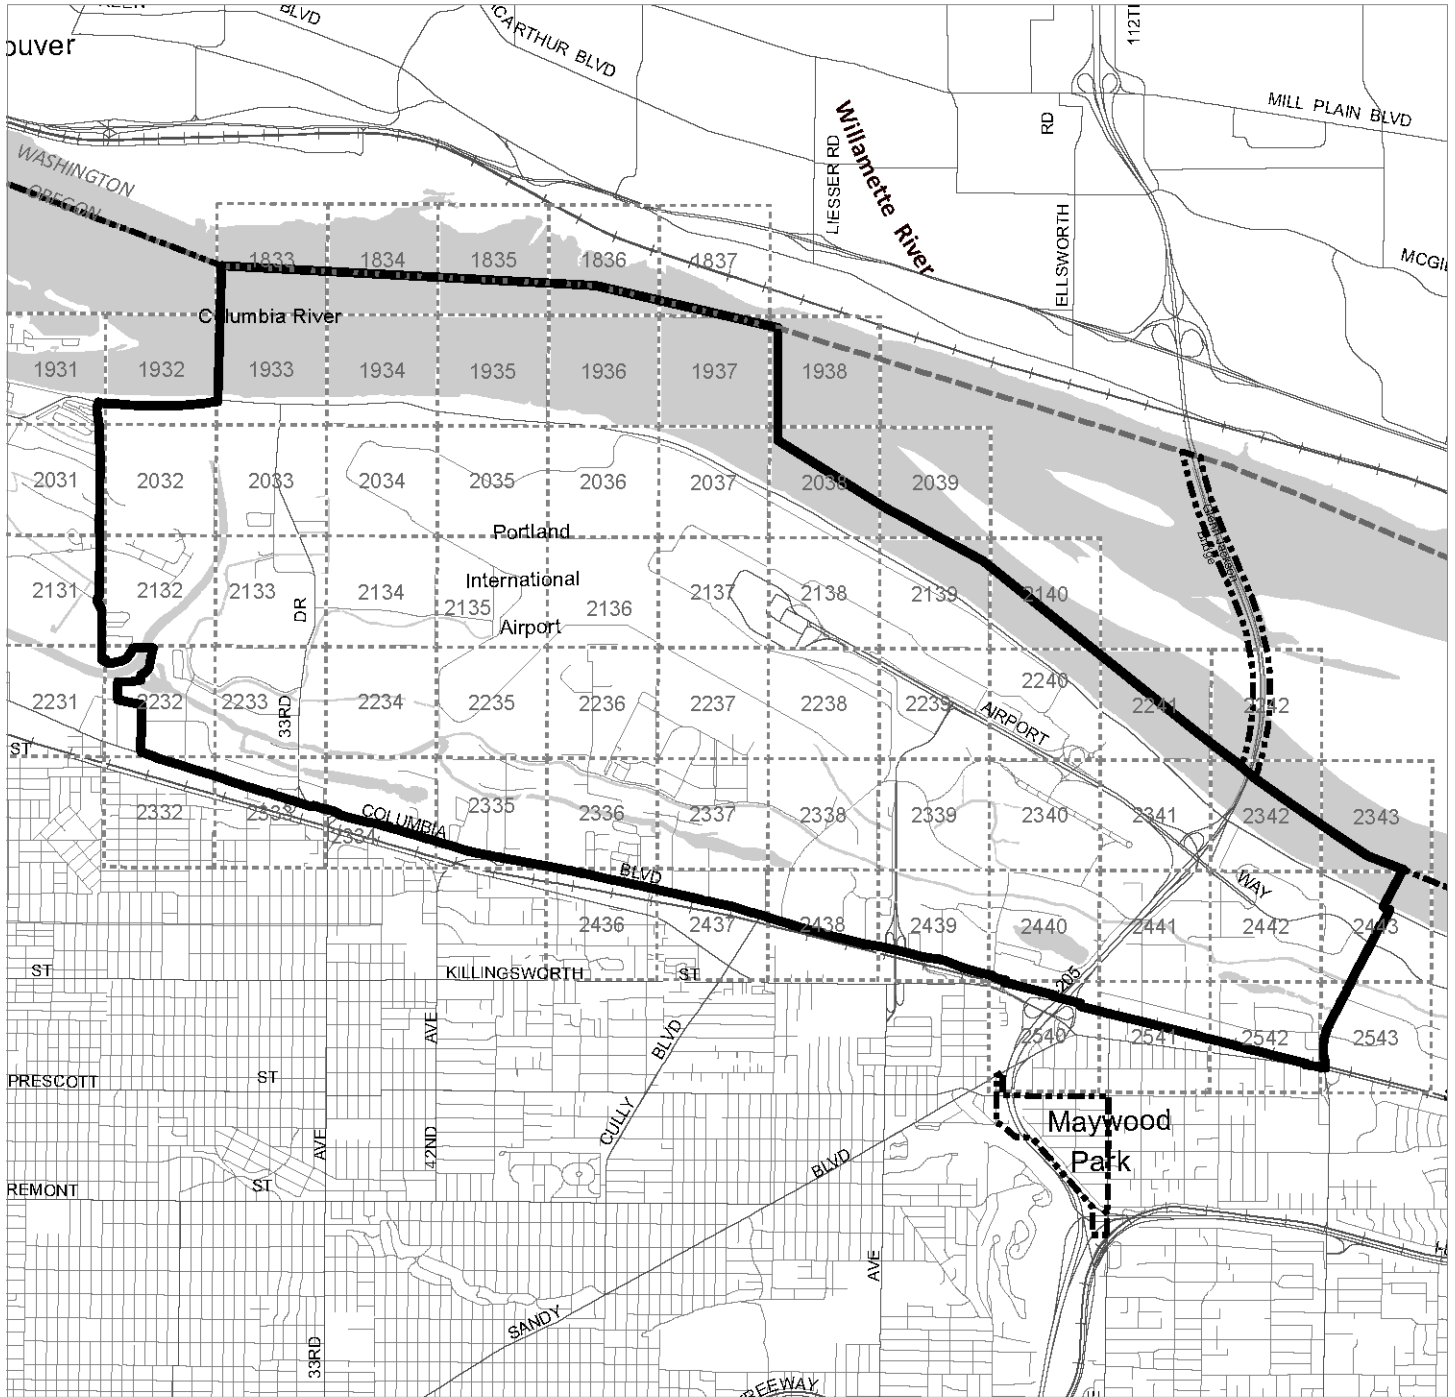 BLVD
112TH
ouver
MCARTHUR BLVD
MILL PLAIN BLVD
RD
LIESSER RD
Willamette River
WASHINGTON
OREGON
ELLSWORTH
1833 1834 1835 1836 1837
Columbia River
1931 1932 1933 1934 1935 1936 1937 1938
2031 2032 2033 2034 2035 2036 2037 2038 2039
Portland
International
Airport
Glenn Jackson
Bridge
2131 2132 2133 2134 2135 2136 2137 2138 2139 2140
DR
33RD
2231 2232 2233 2234 2235 2236 2237 2238 2239 2240 2241 2242
AIRPORT
WAY
ST
2332 2333 2334 2335 2336 2337 2338 2339 2340 2341 2342 2343
COLUMBIA
BLVD
2436 2437 2438 2439 2440 2441 2442 2443
ST
KILLINGSWORTH
ST
205
2540 2541 2542 2543
AVE
BLVD
CULLY
PRESCOTT
ST
Maywood
Park
AVE
42ND
BLVD
REMONT
ST
AVE
SANDY
33RD
REEWAY